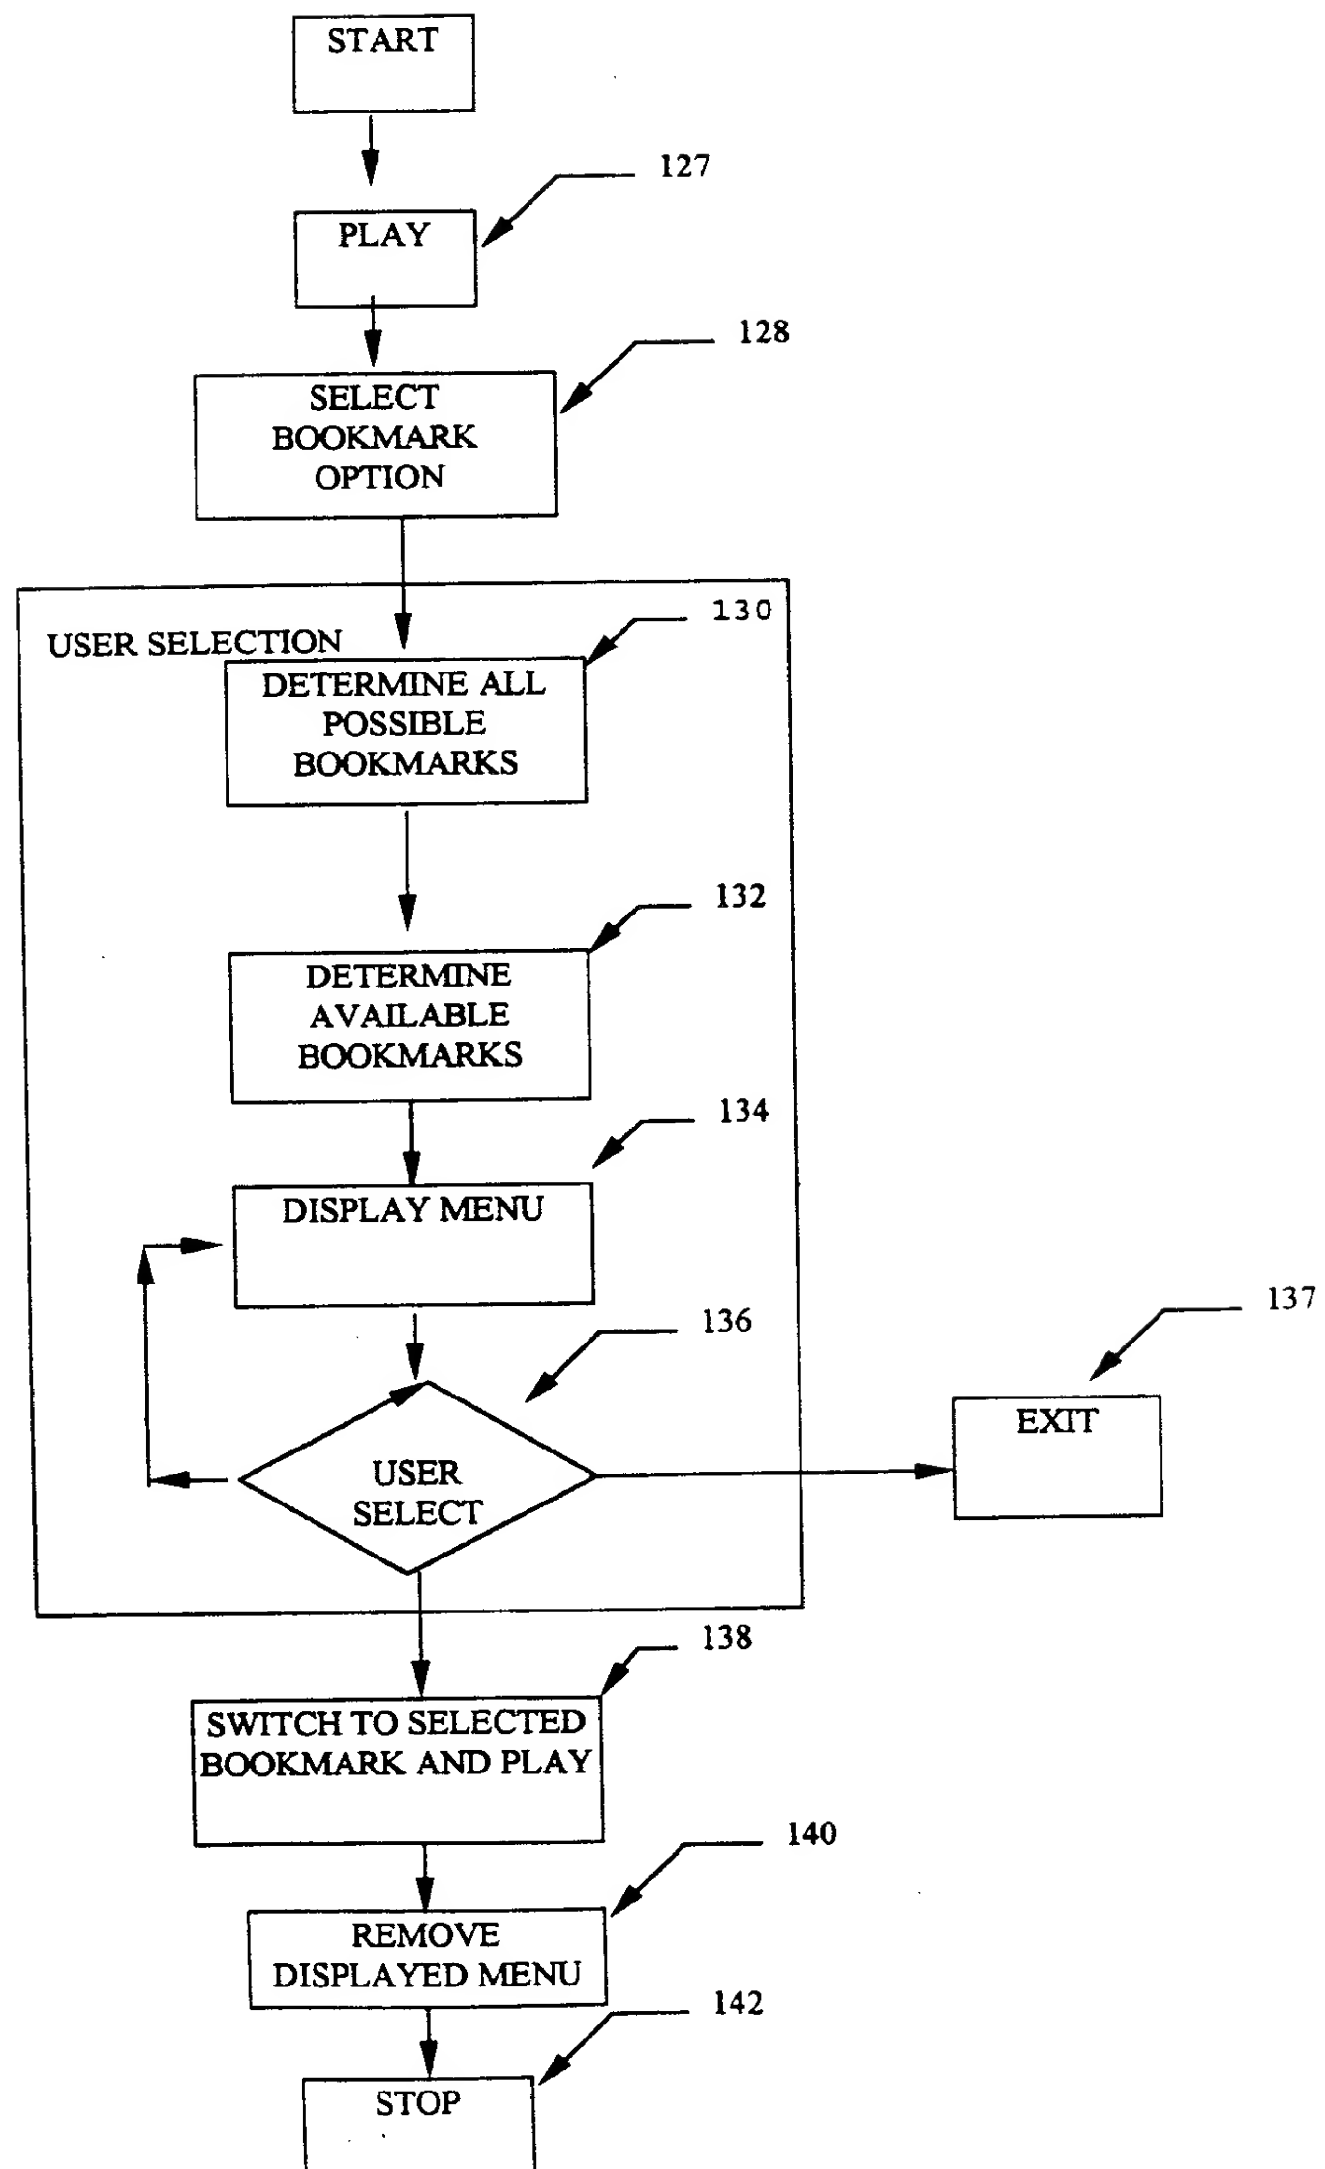 START
127
PLAY
128
SELECT
BOOKMARK
OPTION
130
USER SELECTION
DETERMINE ALL
POSSIBLE
BOOKMARKS
132
DETERMINE
AVAILABLE
BOOKMARKS
134
DISPLAY MENU
137
136
EXIT
USER
SELECT
138
SWITCH TO SELECTED
BOOKMARK AND PLAY
140
REMOVE
DISPLAYED MENU
142
STOP